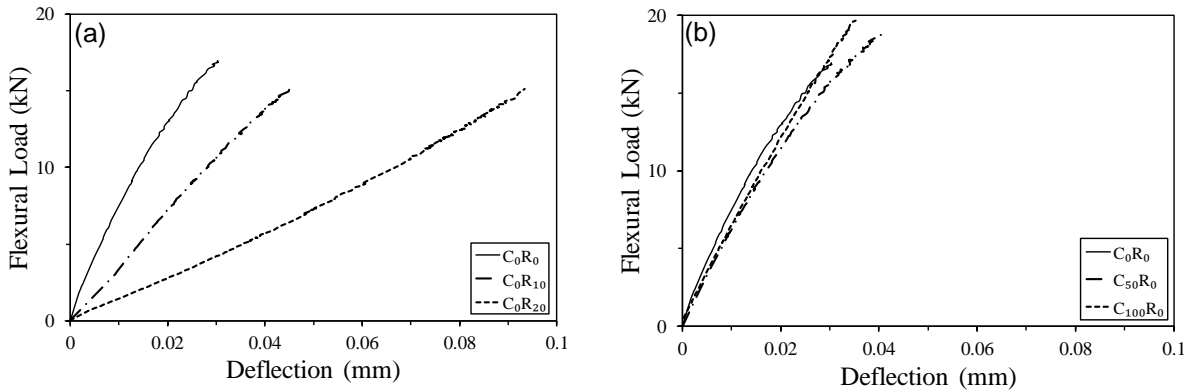 (a)
Flexural Load (kN)
20
10
0
0 0.02 0.04 0.06 0.08 0.1
Deflection (mm)
C₀R₀
C₀R₁₀
C₀R₂₀
(b)
Flexural Load (kN)
20
10
0
0 0.02 0.04 0.06 0.08 0.1
Deflection (mm)
C₀R₀
C₅₀R₀
C₁₀₀R₀